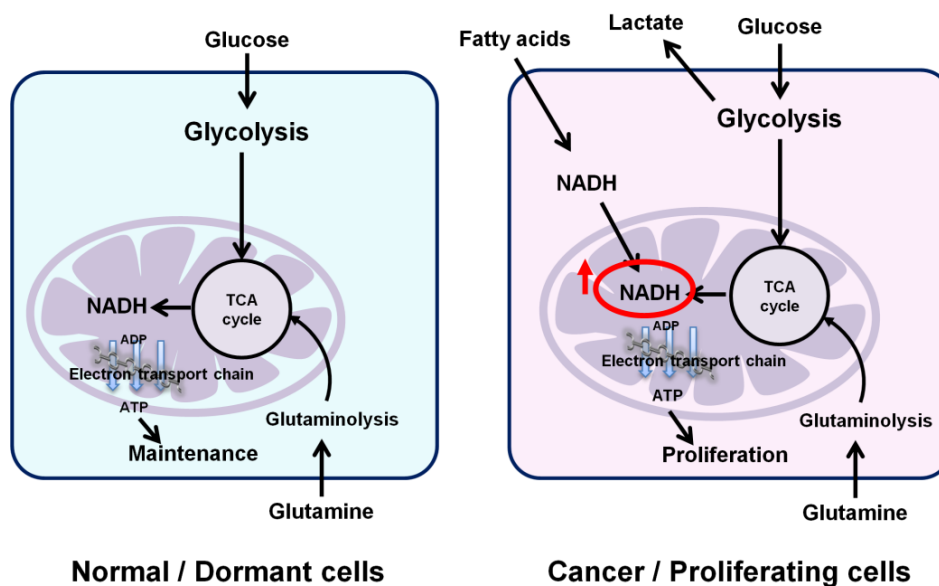 Glucose
Glycolysis
NADH
TCA
cycle
ADP
Electron transport chain
ATP
Maintenance
Glutaminolysis
Glutamine
Normal / Dormant cells
Fatty acids
Lactate
Glucose
Glycolysis
NADH
NADH
TCA
cycle
ADP
Electron transport chain
ATP
Proliferation
Glutaminolysis
Glutamine
Cancer / Proliferating cells